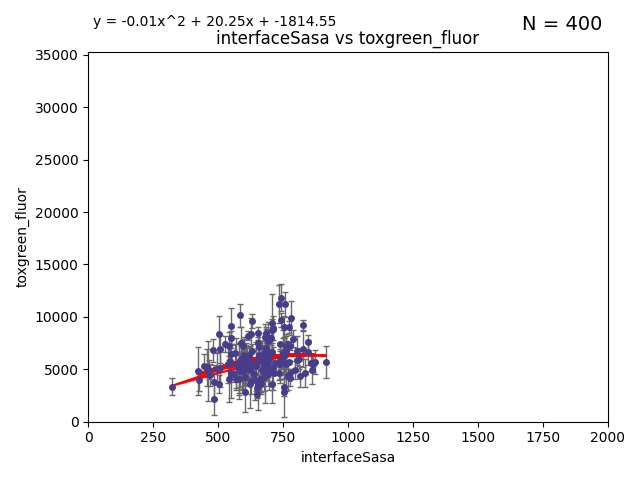 y = -0.01x^2 + 20.25x + -1814.55
N = 400
interfaceSasa vs toxgreen_fluor
35000
30000
25000
20000
15000
10000
5000
0
toxgreen_fluor
0 250 500 750 1000 1250 1500 1750 2000
interfaceSasa